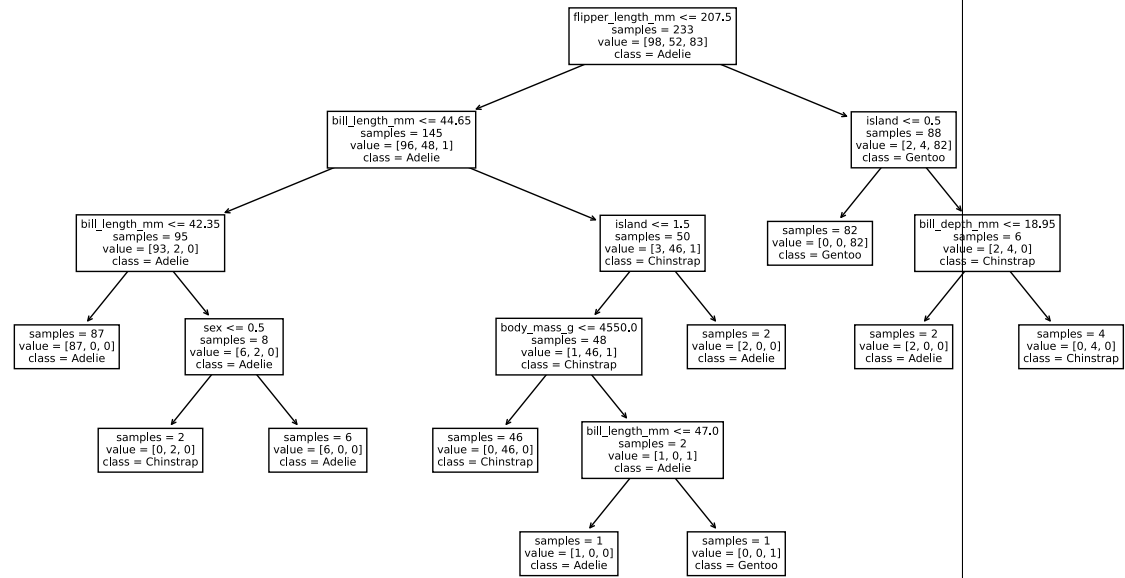 flipper_length_mm <= 207.5
samples = 233
value = [98, 52, 83]
class = Adelie
bill_length_mm <= 44.65
samples = 145
value = [96, 48, 1]
class = Adelie
island <= 0.5
samples = 88
value = [2, 4, 82]
class = Gentoo
bill_length_mm <= 42.35
samples = 95
value = [93, 2, 0]
class = Adelie
island <= 1.5
samples = 50
value = [3, 46, 1]
class = Chinstrap
samples = 82
value = [0, 0, 82]
class = Gentoo
bill_depth_mm <= 18.95
samples = 6
value = [2, 4, 0]
class = Chinstrap
samples = 87
value = [87, 0, 0]
class = Adelie
sex <= 0.5
samples = 8
value = [6, 2, 0]
class = Adelie
body_mass_g <= 4550.0
samples = 48
value = [1, 46, 1]
class = Chinstrap
samples = 2
value = [2, 0, 0]
class = Adelie
samples = 2
value = [2, 0, 0]
class = Adelie
samples = 4
value = [0, 4, 0]
class = Chinstrap
samples = 2
value = [0, 2, 0]
class = Chinstrap
samples = 6
value = [6, 0, 0]
class = Adelie
samples = 46
value = [0, 46, 0]
class = Chinstrap
bill_length_mm <= 47.0
samples = 2
value = [1, 0, 1]
class = Adelie
samples = 1
value = [1, 0, 0]
class = Adelie
samples = 1
value = [0, 0, 1]
class = Gentoo